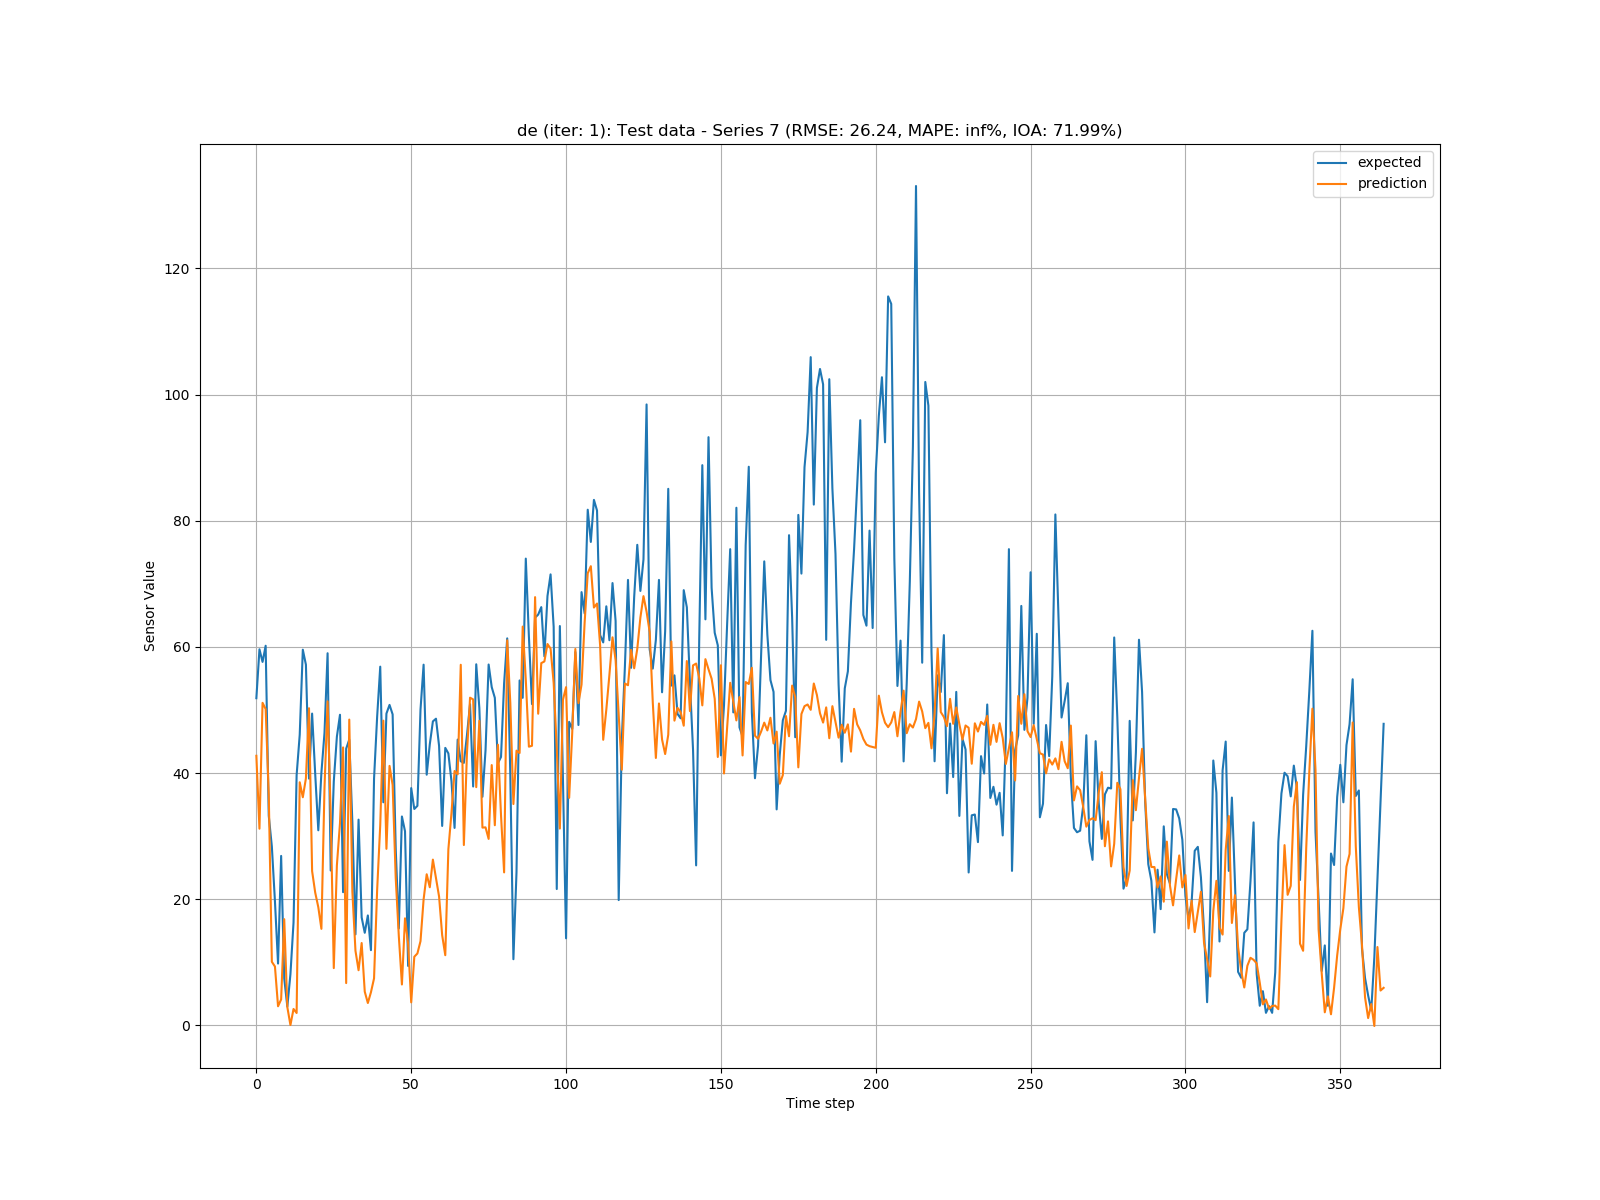 de (iter: 1): Test data - Series 7 (RMSE: 26.24, MAPE: inf%, IOA: 71.99%)
expected
prediction
120
100
80
60
40
20
0
Sensor Value
0 50 100 150 200 250 300 350
Time step